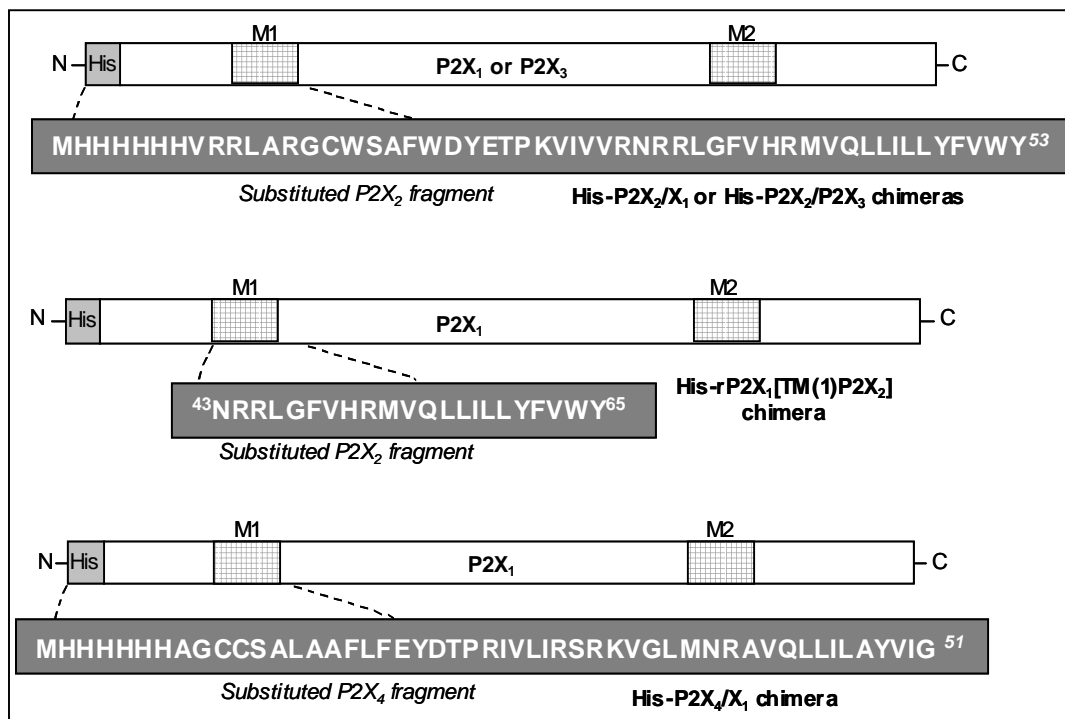 M1 M2
N His P2X₁ or P2X₃ C
MHHHHHHVRRLARGCWSAFWDYETPKVIVVRNRRLGFVHRMVQLLILLYFVWY⁵³
Substituted P2X₂ fragment His-P2X₂/X₁ or His-P2X₂/P2X₃ chimeras
M1 M2
N His P2X₁ C
⁴³NRRLGFVHRMVQLLILLYFVWY⁶⁵
His-rP2X₁[TM(1)P2X₂]
chimera
Substituted P2X₂ fragment
M1 M2
N His P2X₁ C
MHHHHHHAGCCSALAAFLFEYDTPRIVLIRSRKVGLMNRAVQLLILAYVIG ⁵¹
Substituted P2X₄ fragment His-P2X₄/X₁ chimera